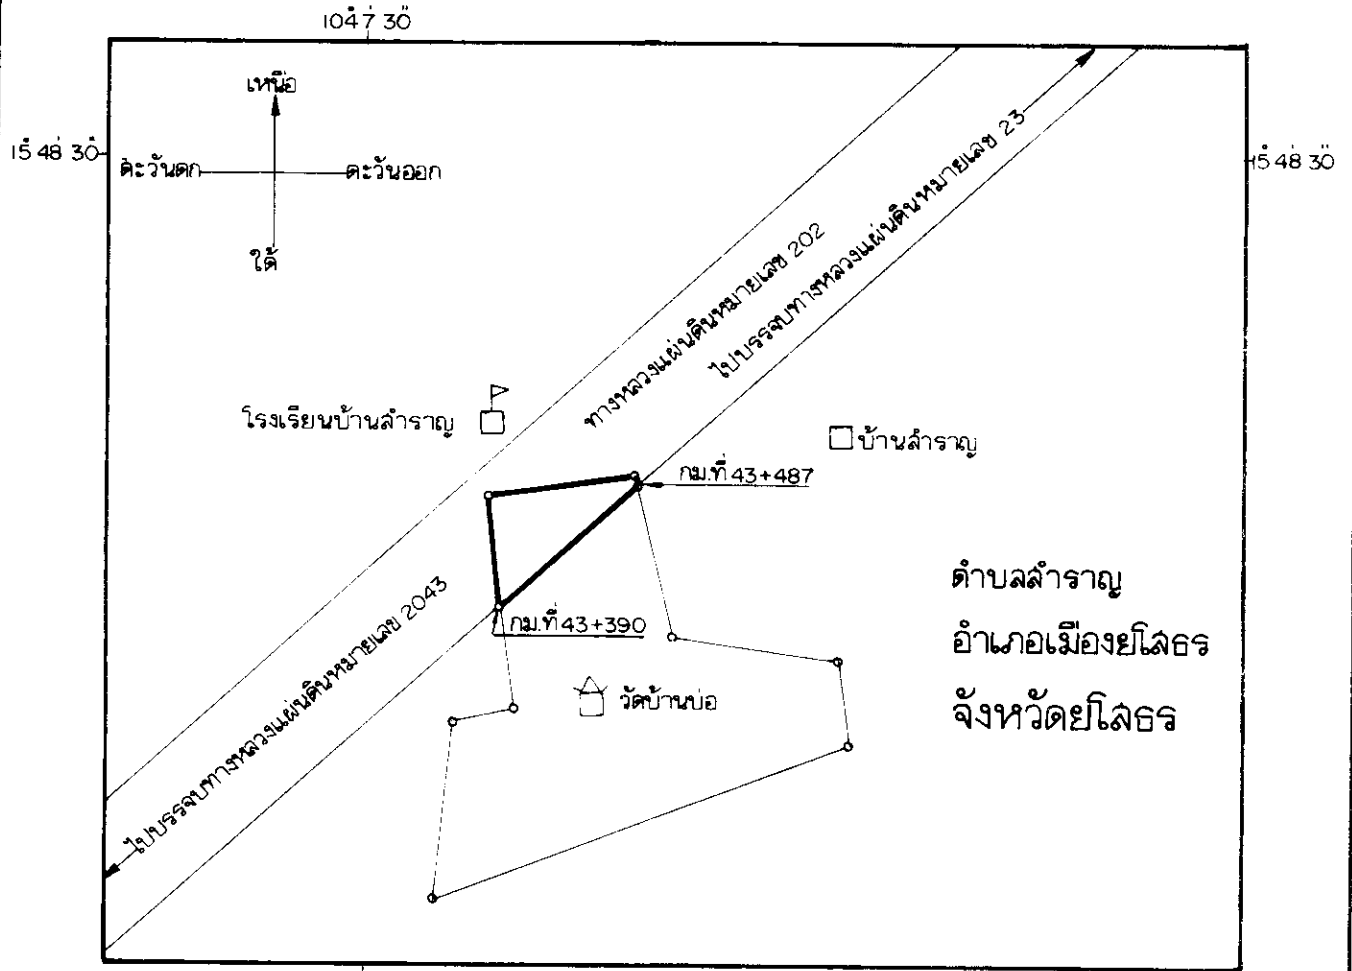 104° 7' 30"
เหนือ
15° 48' 30"
ตะวันตก
ตะวันออก
15° 48' 30"
ใต้
ทางหลวงแผ่นดินหมายเลข 202
ไปบรรจบทางหลวงแผ่นดินหมายเลข 23
โรงเรียนบ้านสำราญ
บ้านสำราญ
กม.ที่ 43+487
ตำบลสำราญ
กม.ที่ 43+390
อำเภอเมืองยโสธร
วัดบ้านบ่อ
จังหวัดยโสธร
ไปบรรจบทางหลวงแผ่นดินหมายเลข 2043